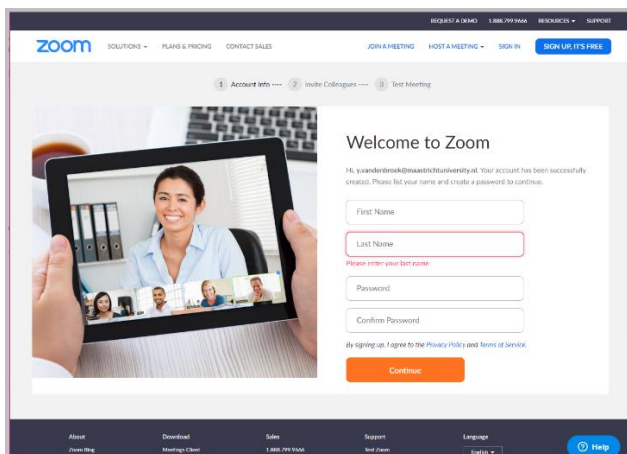 REQUEST A DEMO 1.888.799.9666 RESOURCES SUPPORT
zoom SOLUTIONS PLANS & PRICING CONTACT SALES JOIN A MEETING HOST A MEETING SIGN IN SIGN UP, IT'S FREE
1 Account Info ---- 2 Invite Colleagues ---- 3 Test Meeting
Welcome to Zoom
Hi, y.vandenbroek@maastrichtuniversity.nl. Your account has been successfully
created. Please list your name and create a password to continue.
First Name
Last Name
Please enter your last name
Password
Confirm Password
By signing up, I agree to the Privacy Policy and Terms of Service.
Continue
About Download Sales Support Language
Zoom Blog Meetings Client 1.888.799.9666 Test Zoom English
Help